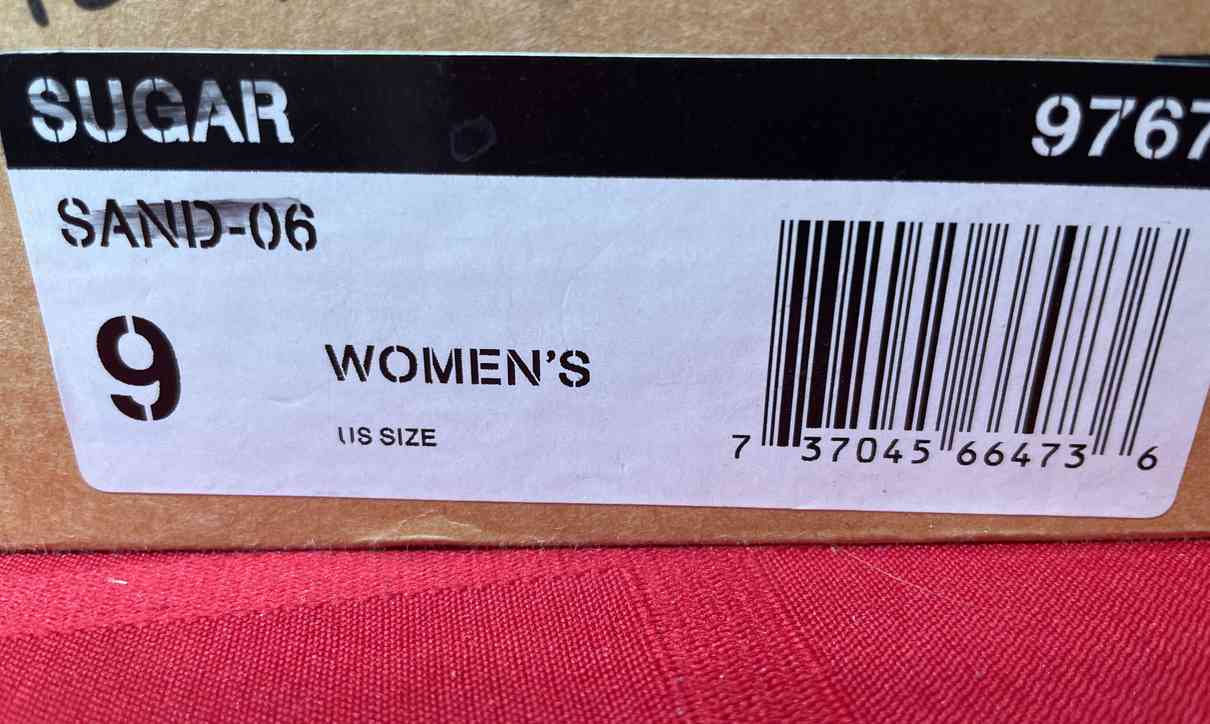 SUGAR
9767
SAND-06
9
WOMEN'S
US SIZE
7 37045 66473 6